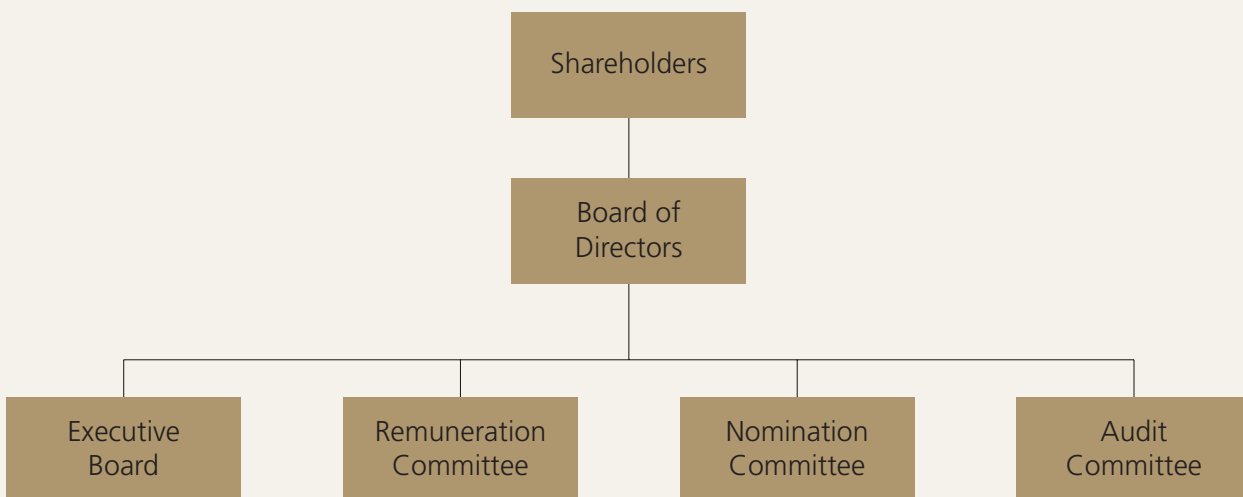 Shareholders
Board of
Directors
Executive
Board
Remuneration
Committee
Nomination
Committee
Audit
Committee